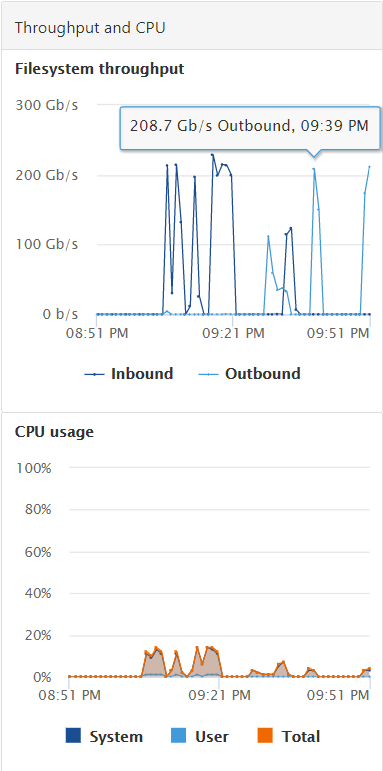 Throughput and CPU
Filesystem throughput
300 Gb/s
208.7 Gb/s Outbound, 09:39 PM
200 Gb/s
100 Gb/s
0 b/s
08:51 PM 09:21 PM 09:51 PM
Inbound Outbound
CPU usage
100%
80%
60%
40%
20%
0%
08:51 PM 09:21 PM 09:51 PM
System User Total